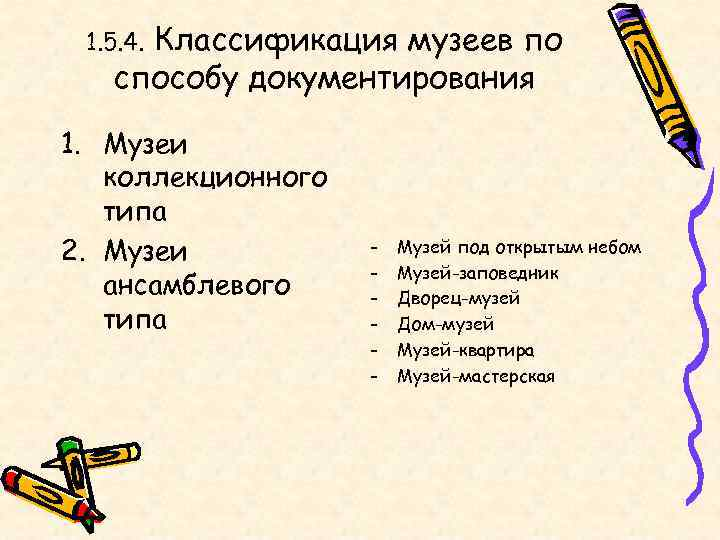 1.5.4. Классификация музеев по
способу документирования
1. Музеи
коллекционного
типа
2. Музеи
ансамблевого
типа
- Музей под открытым небом
- Музей-заповедник
- Дворец-музей
- Дом-музей
- Музей-квартира
- Музей-мастерская